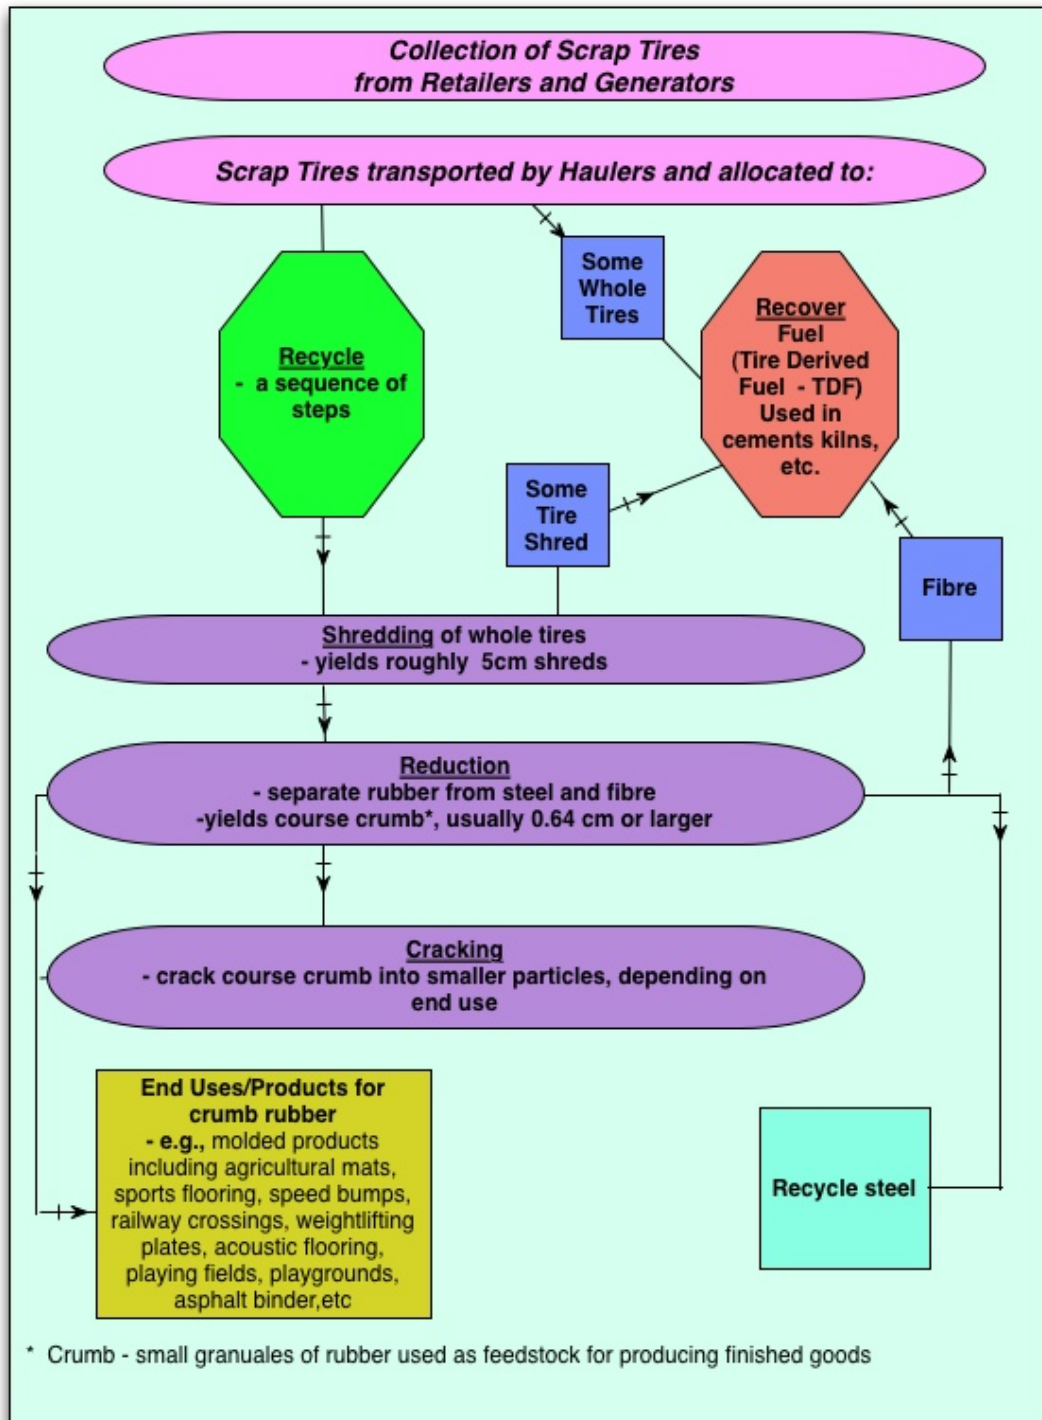 Collection of Scrap Tires
from Retailers and Generators
Scrap Tires transported by Haulers and allocated to:
Some
Whole
Tires
Recover
Fuel
(Tire Derived
Fuel - TDF)
Used in
cements kilns,
etc.
Recycle
- a sequence of
steps
Some
Tire
Shred
Fibre
Shredding of whole tires
- yields roughly 5cm shreds
Reduction
- separate rubber from steel and fibre
-yields course crumb*, usually 0.64 cm or larger
Cracking
- crack course crumb into smaller particles, depending on
end use
End Uses/Products for
crumb rubber
- e.g., molded products
including agricultural mats,
sports flooring, speed bumps,
railway crossings, weightlifting
plates, acoustic flooring,
playing fields, playgrounds,
asphalt binder,etc
Recycle steel
* Crumb - small granuales of rubber used as feedstock for producing finished goods